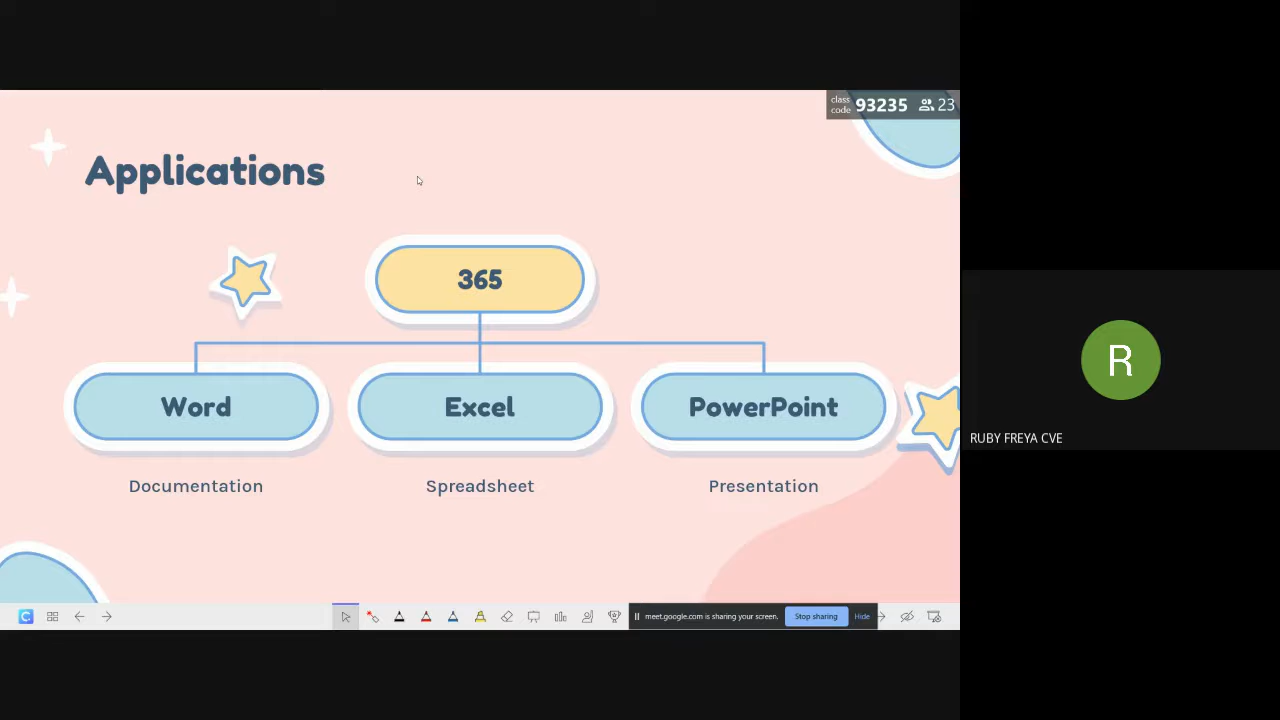 class code 93235 23
Applications
365
Word Excel PowerPoint
Documentation Spreadsheet Presentation
R
RUBY FREYA CVE
C
meet.google.com is sharing your screen. Stop sharing Hide